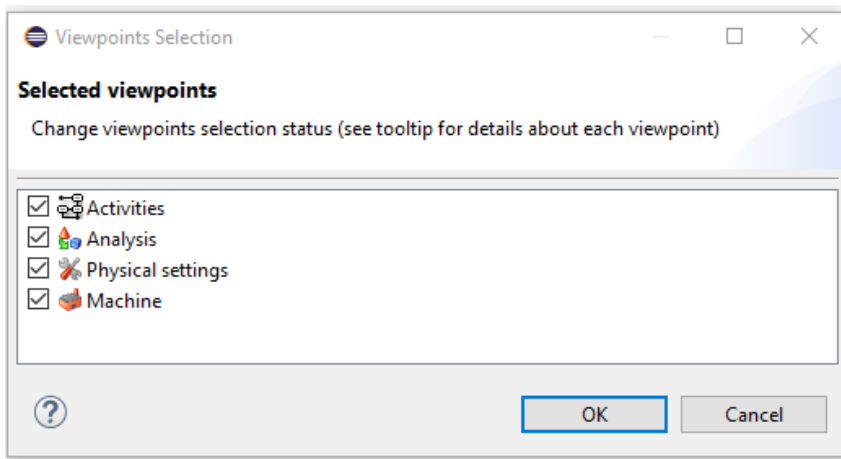 Viewpoints Selection
Selected viewpoints
Change viewpoints selection status (see tooltip for details about each viewpoint)
Activities
Analysis
Physical settings
Machine
?
OK Cancel